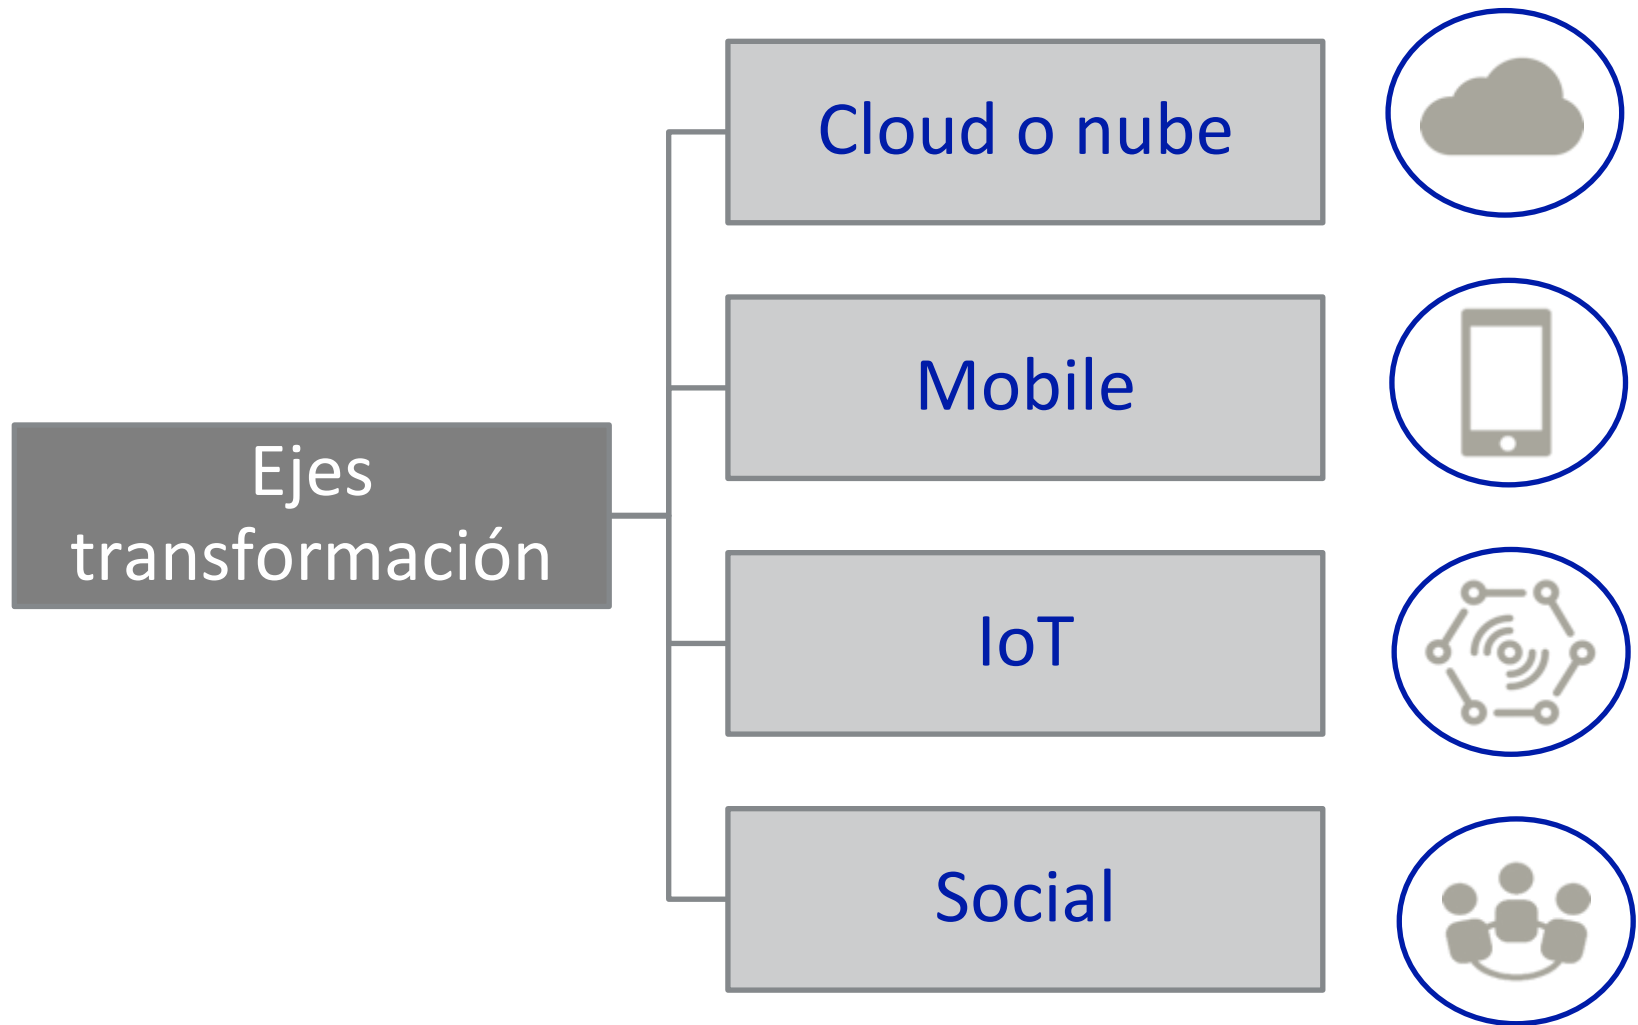 Cloud o nube
Mobile
Ejes
transformación
IoT
Social